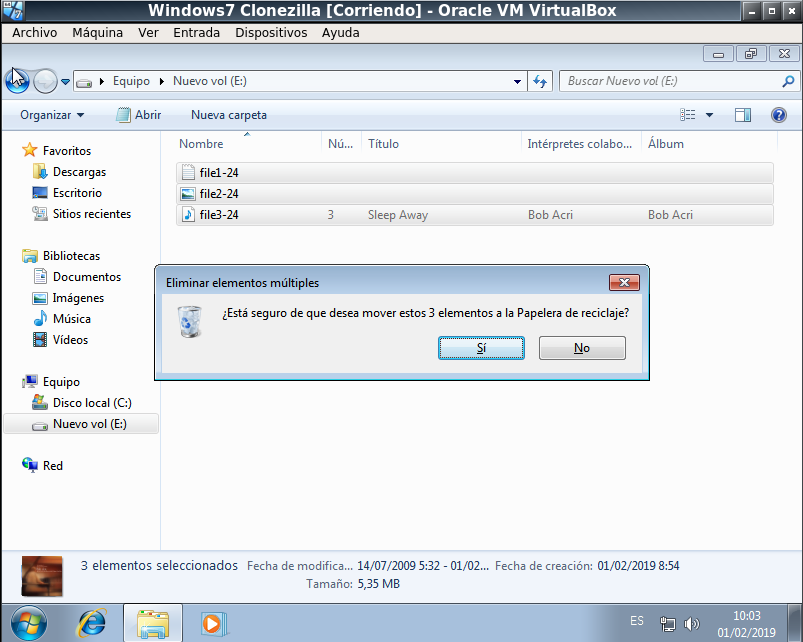 Windows7 Clonezilla [Corriendo] - Oracle VM VirtualBox
Archivo Máquina Ver Entrada Dispositivos Ayuda
Equipo Nuevo vol (E:) Buscar Nuevo vol (E:)
Organizar Abrir Nueva carpeta
Nombre Nú... Título Intérpretes colabo... Álbum
Favoritos
Descargas
Escritorio
Sitios recientes
Bibliotecas
Documentos
Imágenes
Música
Vídeos
Equipo
Disco local (C:)
Nuevo vol (E:)
Red
file1-24
file2-24
file3-24 3 Sleep Away Bob Acri Bob Acri
Eliminar elementos múltiples
¿Está seguro de que desea mover estos 3 elementos a la Papelera de reciclaje?
Sí No
3 elementos seleccionados Fecha de modifica... 14/07/2009 5:32 - 01/02... Fecha de creación: 01/02/2019 8:54
Tamaño: 5,35 MB
ES 10:03
01/02/2019